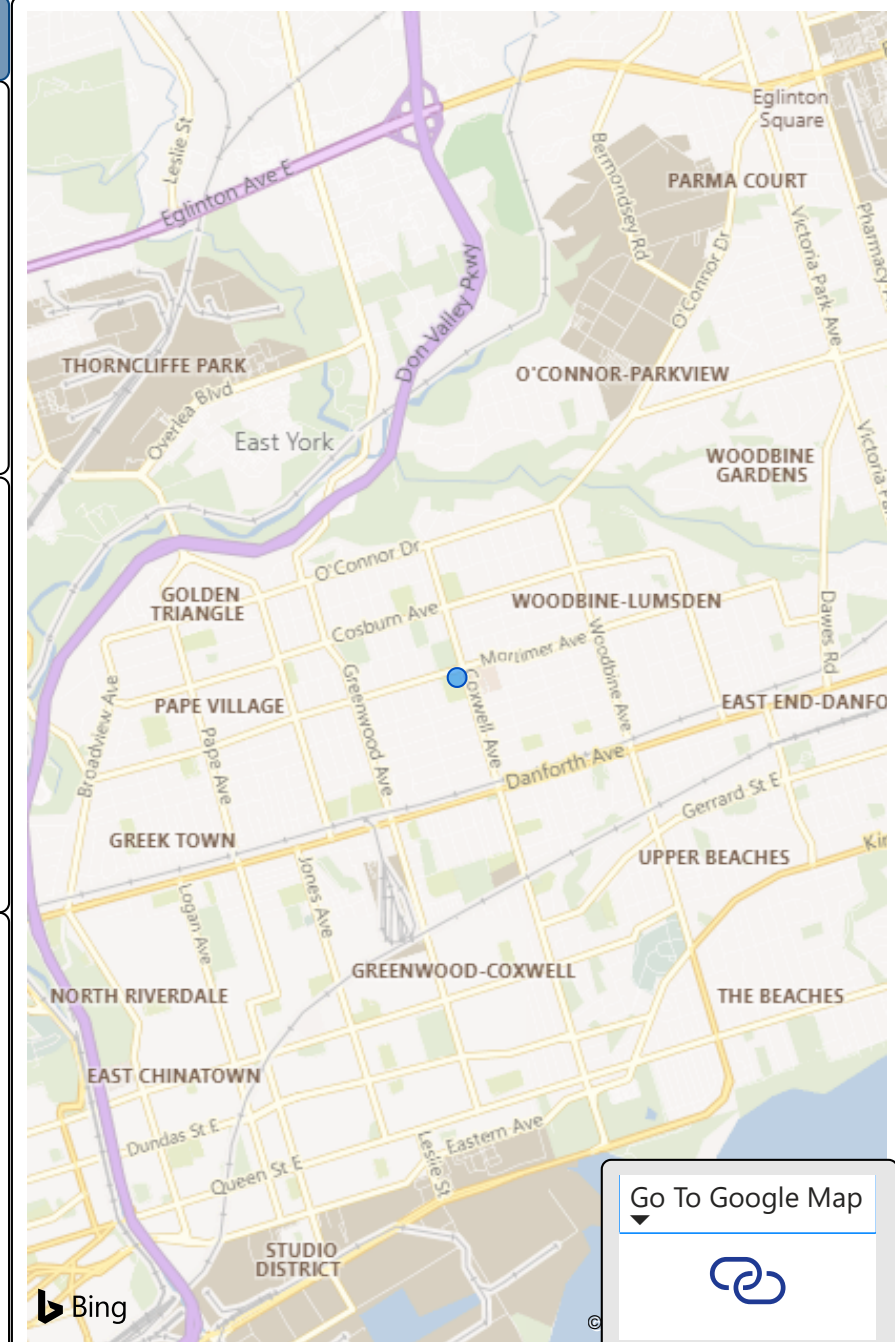 Eglinton
Square
Leslie St
Bermondsey Rd
PARMA COURT
Eglinton Ave E
Victoria Park Ave
Pharmacy
O'Connor Dr
Don Valley Pkwy
THORNCLIFFE PARK
O'CONNOR-PARKVIEW
Overlea Blvd
East York
WOODBINE
GARDENS
Victoria Pa
O'Connor Dr
GOLDEN
TRIANGLE
WOODBINE-LUMSDEN
Cosburn Ave
Dawes Rd
Mortimer Ave
Woodbine Ave
Greenwood Ave
Coxwell Ave
Broadview Ave
PAPE VILLAGE
EAST END-DANFO
Pape Ave
Danforth Ave
Gerrard St E
GREEK TOWN
Kin
UPPER BEACHES
Jones Ave
Logan Ave
GREENWOOD-COXWELL
NORTH RIVERDALE
THE BEACHES
EAST CHINATOWN
Dundas St E
Leslie St
Eastern Ave
Queen St E
Go To Google Map
STUDIO
DISTRICT
Bing
©